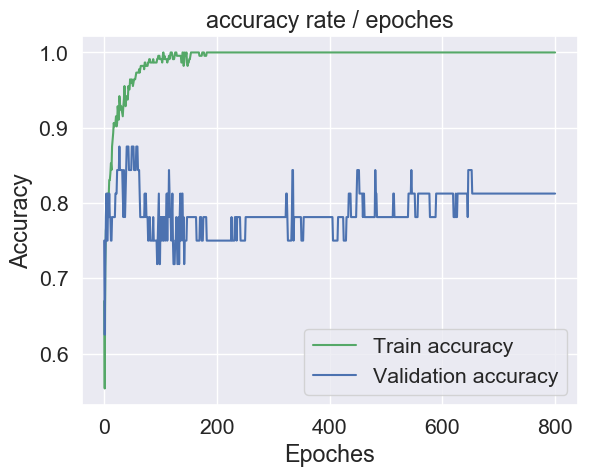 accuracy rate / epoches
1.0
0.9
0.8
0.7
0.6
Accuracy
0
200
400
600
800
Epoches
Train accuracy
Validation accuracy